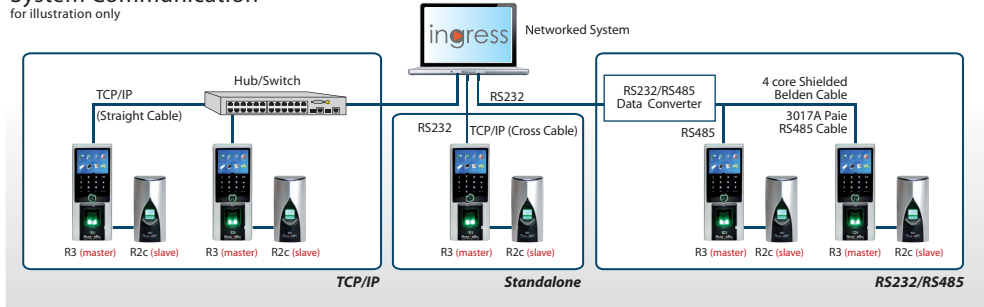 System Communication
for illustration only
ingress
Networked System
Hub/Switch
TCP/IP
(Straight Cable)
RS232
RS232
TCP/IP (Cross Cable)
RS232/RS485
Data Converter
4 core Shielded
Belden Cable
3017A Paie
RS485 Cable
RS485
R3 (master)
R2c (slave)
R3 (master)
R2c (slave)
R3 (master)
R2c (slave)
R3 (master)
R2c (slave)
R3 (master)
R2c (slave)
TCP/IP
Standalone
RS232/RS485